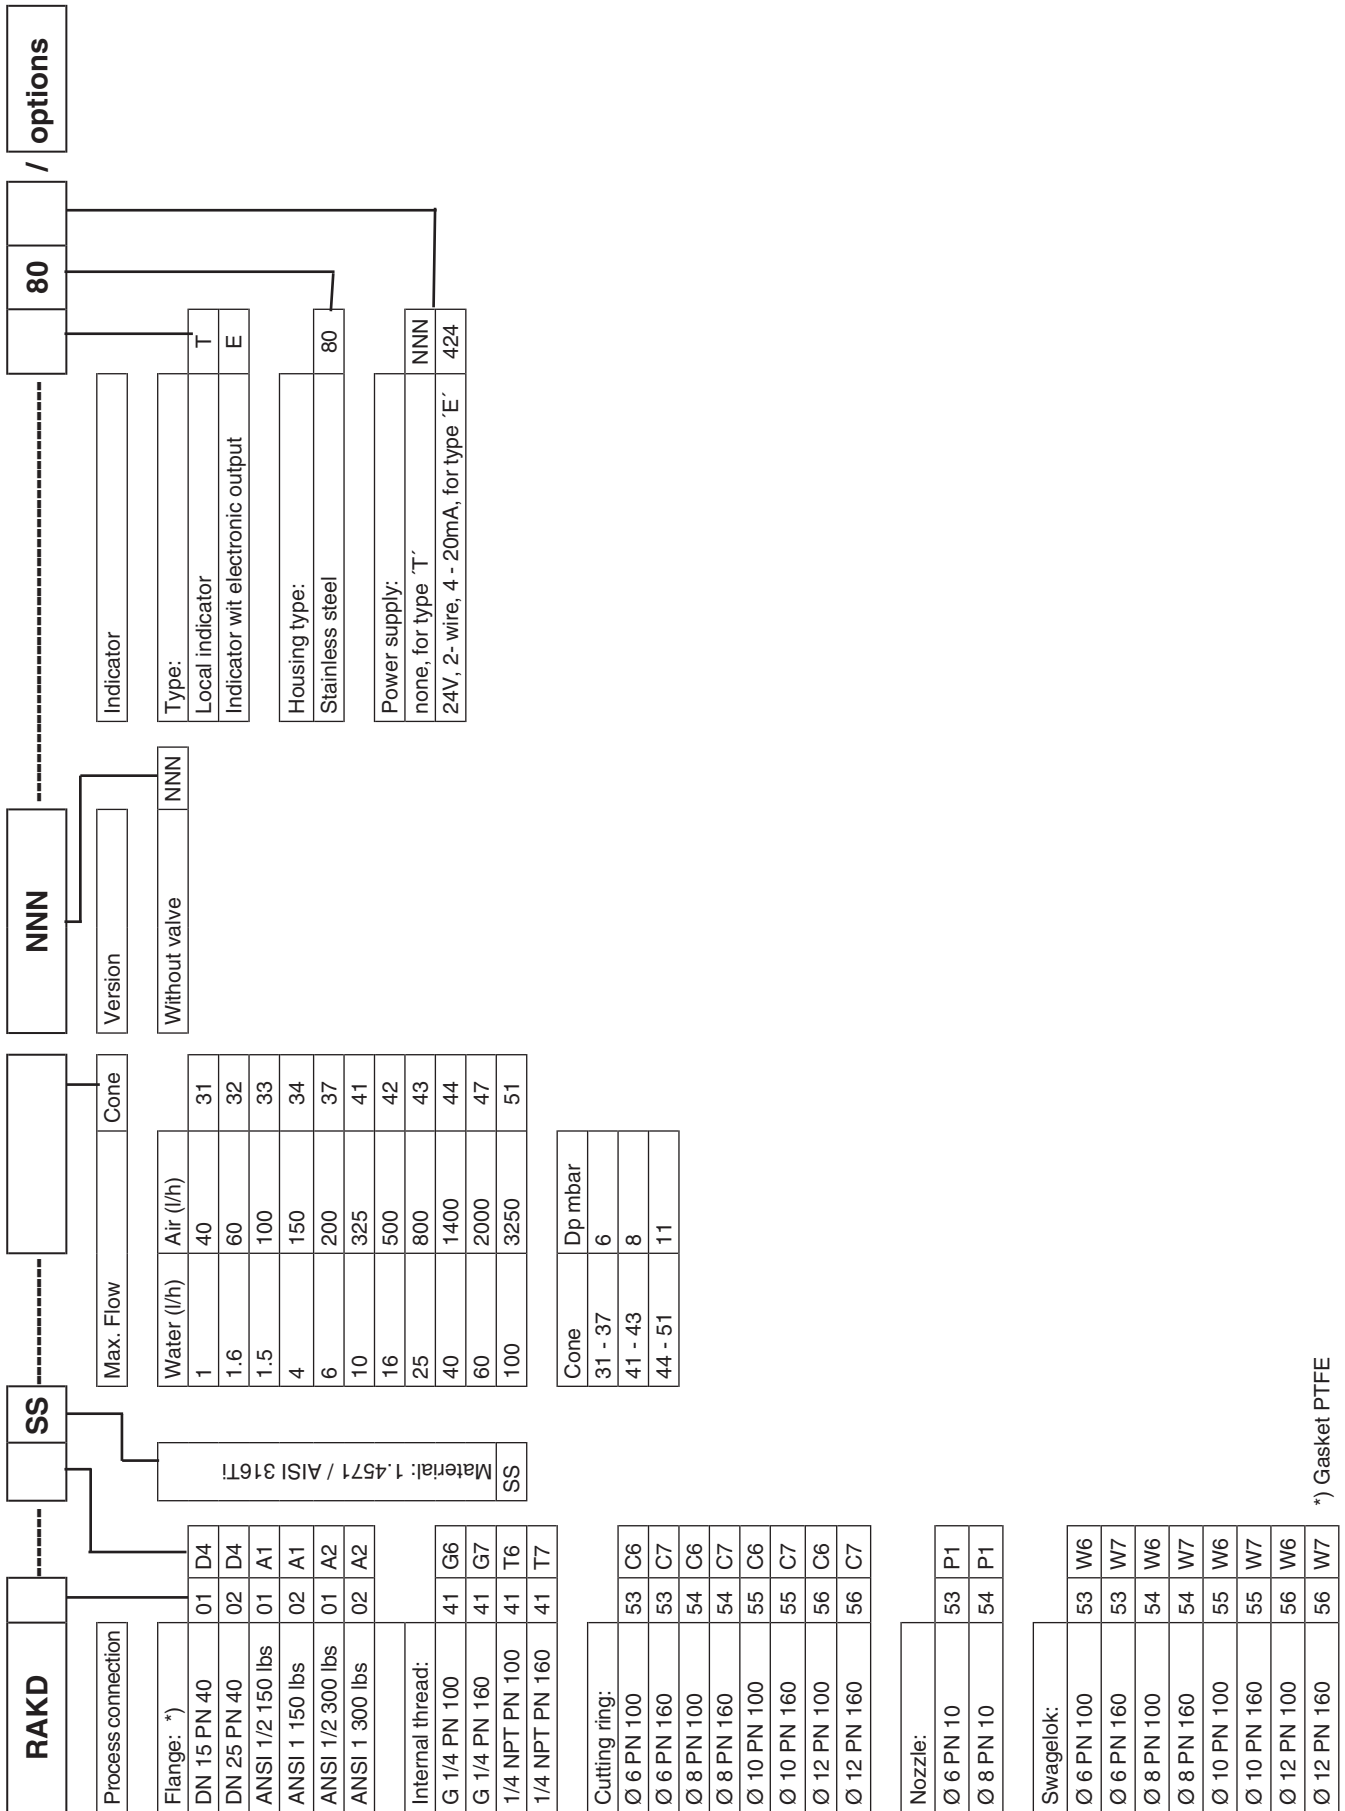 RAKD SS NNN 80 / options
Process connection
Flange: *)
DN 15 PN 40 01 D4
DN 25 PN 40 02 D4
ANSI 1/2 150 lbs 01 A1
ANSI 1 150 lbs 02 A1
ANSI 1/2 300 lbs 01 A2
ANSI 1 300 lbs 02 A2
Internal thread:
G 1/4 PN 100 41 G6
G 1/4 PN 160 41 G7
1/4 NPT PN 100 41 T6
1/4 NPT PN 160 41 T7
Cutting ring:
Ø 6 PN 100 53 C6
Ø 6 PN 160 53 C7
Ø 8 PN 100 54 C6
Ø 8 PN 160 54 C7
Ø 10 PN 100 55 C6
Ø 10 PN 160 55 C7
Ø 12 PN 100 56 C6
Ø 12 PN 160 56 C7
Nozzle:
Ø 6 PN 10 53 P1
Ø 8 PN 10 54 P1
Swagelok:
Ø 6 PN 100 53 W6
Ø 6 PN 160 53 W7
Ø 8 PN 100 54 W6
Ø 8 PN 160 54 W7
Ø 10 PN 100 55 W6
Ø 10 PN 160 55 W7
Ø 12 PN 100 56 W6
Ø 12 PN 160 56 W7
Material: 1.4571 / AISI 316Ti
SS
Max. Flow Cone
Water (l/h) Air (l/h)
1 40 31
1.6 60 32
1.5 100 33
4 150 34
6 200 37
10 325 41
16 500 42
25 800 43
40 1400 44
60 2000 47
100 3250 51
Cone Dp mbar
31 - 37 6
41 - 43 8
44 - 51 11
*) Gasket PTFE
Version
Without valve NNN
Indicator
Type:
Local indicator T
Indicator wit electronic output E
Housing type:
Stainless steel 80
Power supply:
none, for type ´T´ NNN
24V, 2- wire, 4 - 20mA, for type ´E´ 424